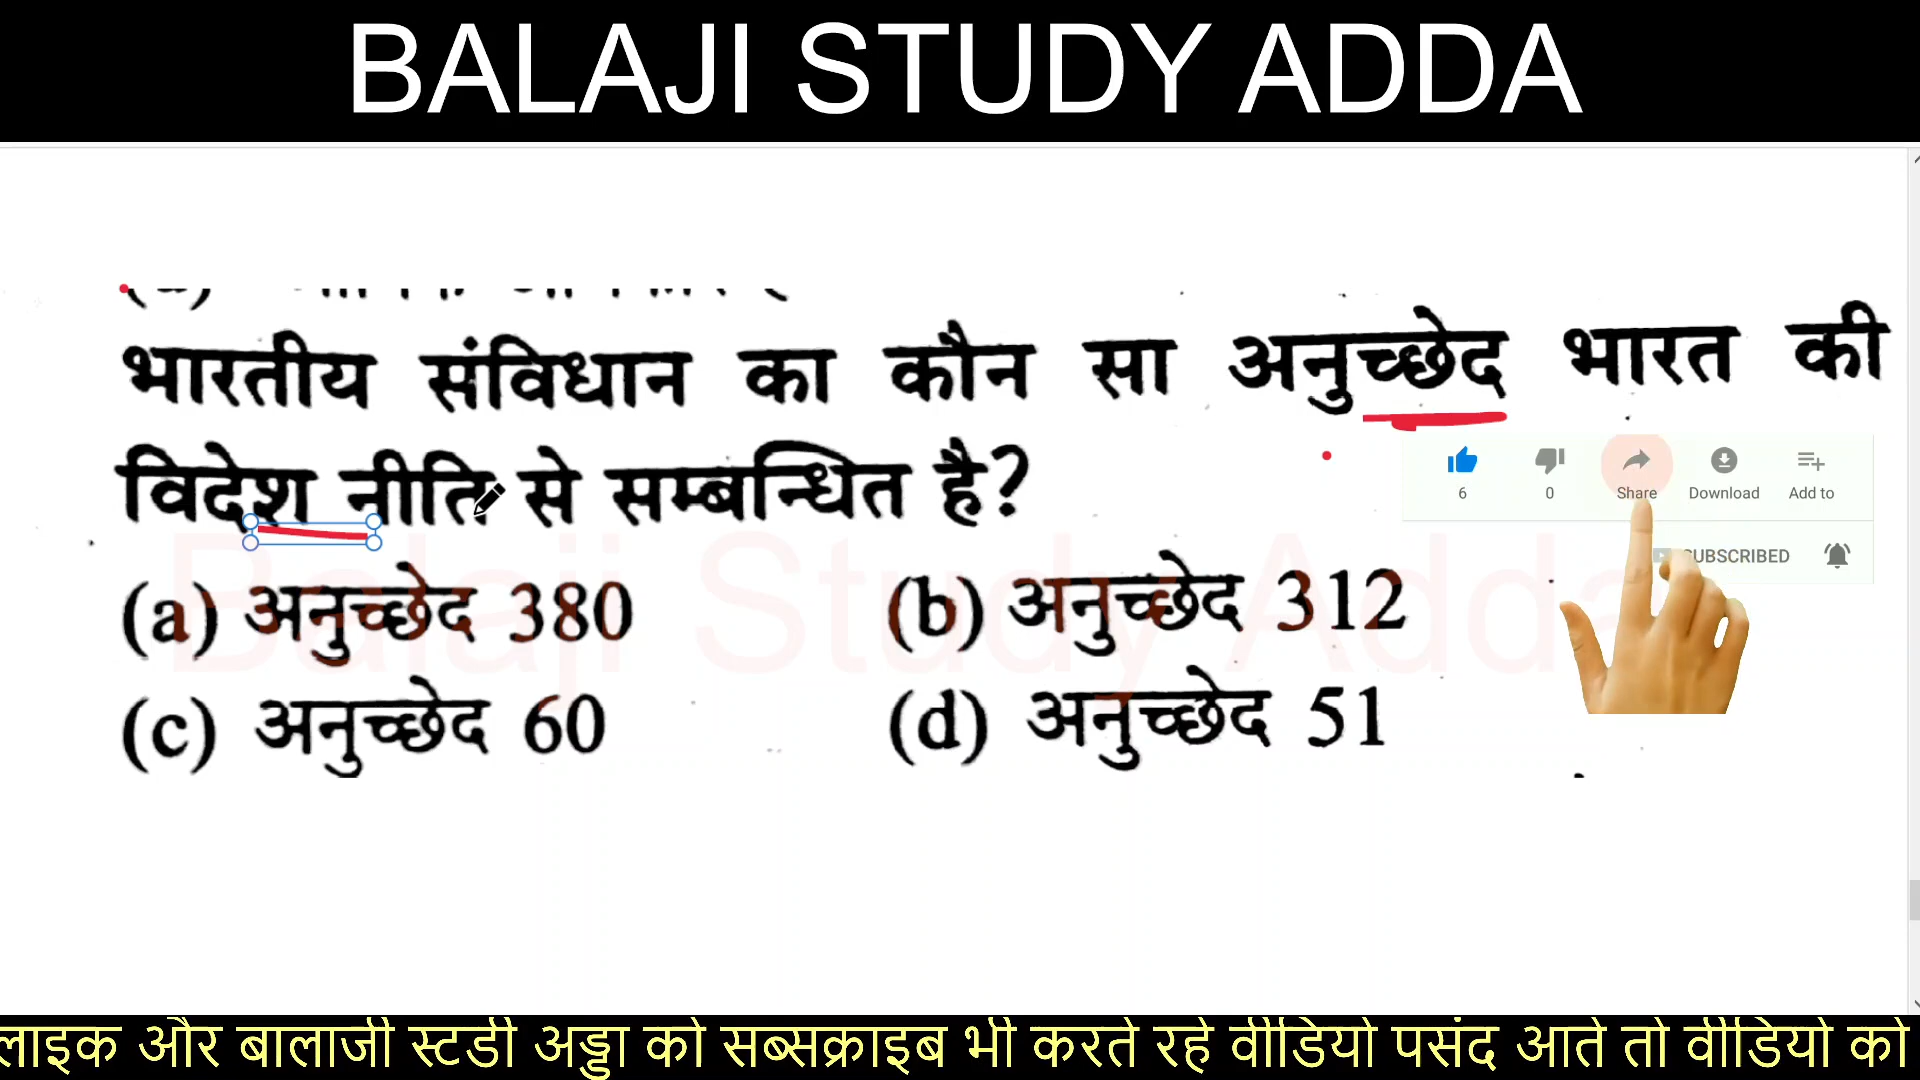 BALAJI STUDY ADDA
भारतीय संविधान का कौन सा अनुच्छेद भारत की
विदेश नीति से सम्बन्धित है?
6 0 Share Download Add to
SUBSCRIBED
Balaji Study Adda
(a) अनुच्छेद 380 (b) अनुच्छेद 312
(c) अनुच्छेद 60 (d) अनुच्छेद 51
लाइक और बालाजी स्टडी अड्डा को सब्सक्राइब भी करते रहे वीडियो पसंद आते तो वीडियो को